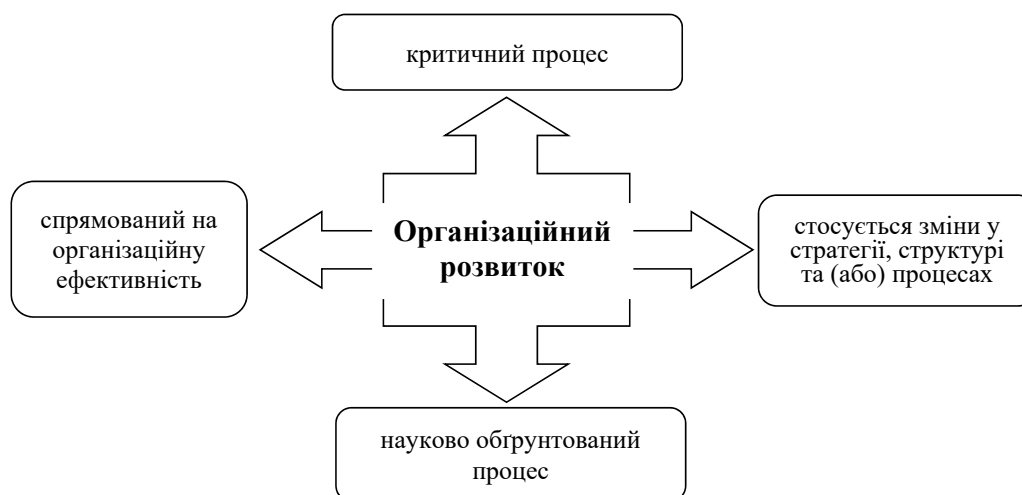 критичний процес
спрямований на
організаційну
ефективність
Організаційний
розвиток
стосується зміни у
стратегії, структурі
та (або) процесах
науково обґрунтований
процес